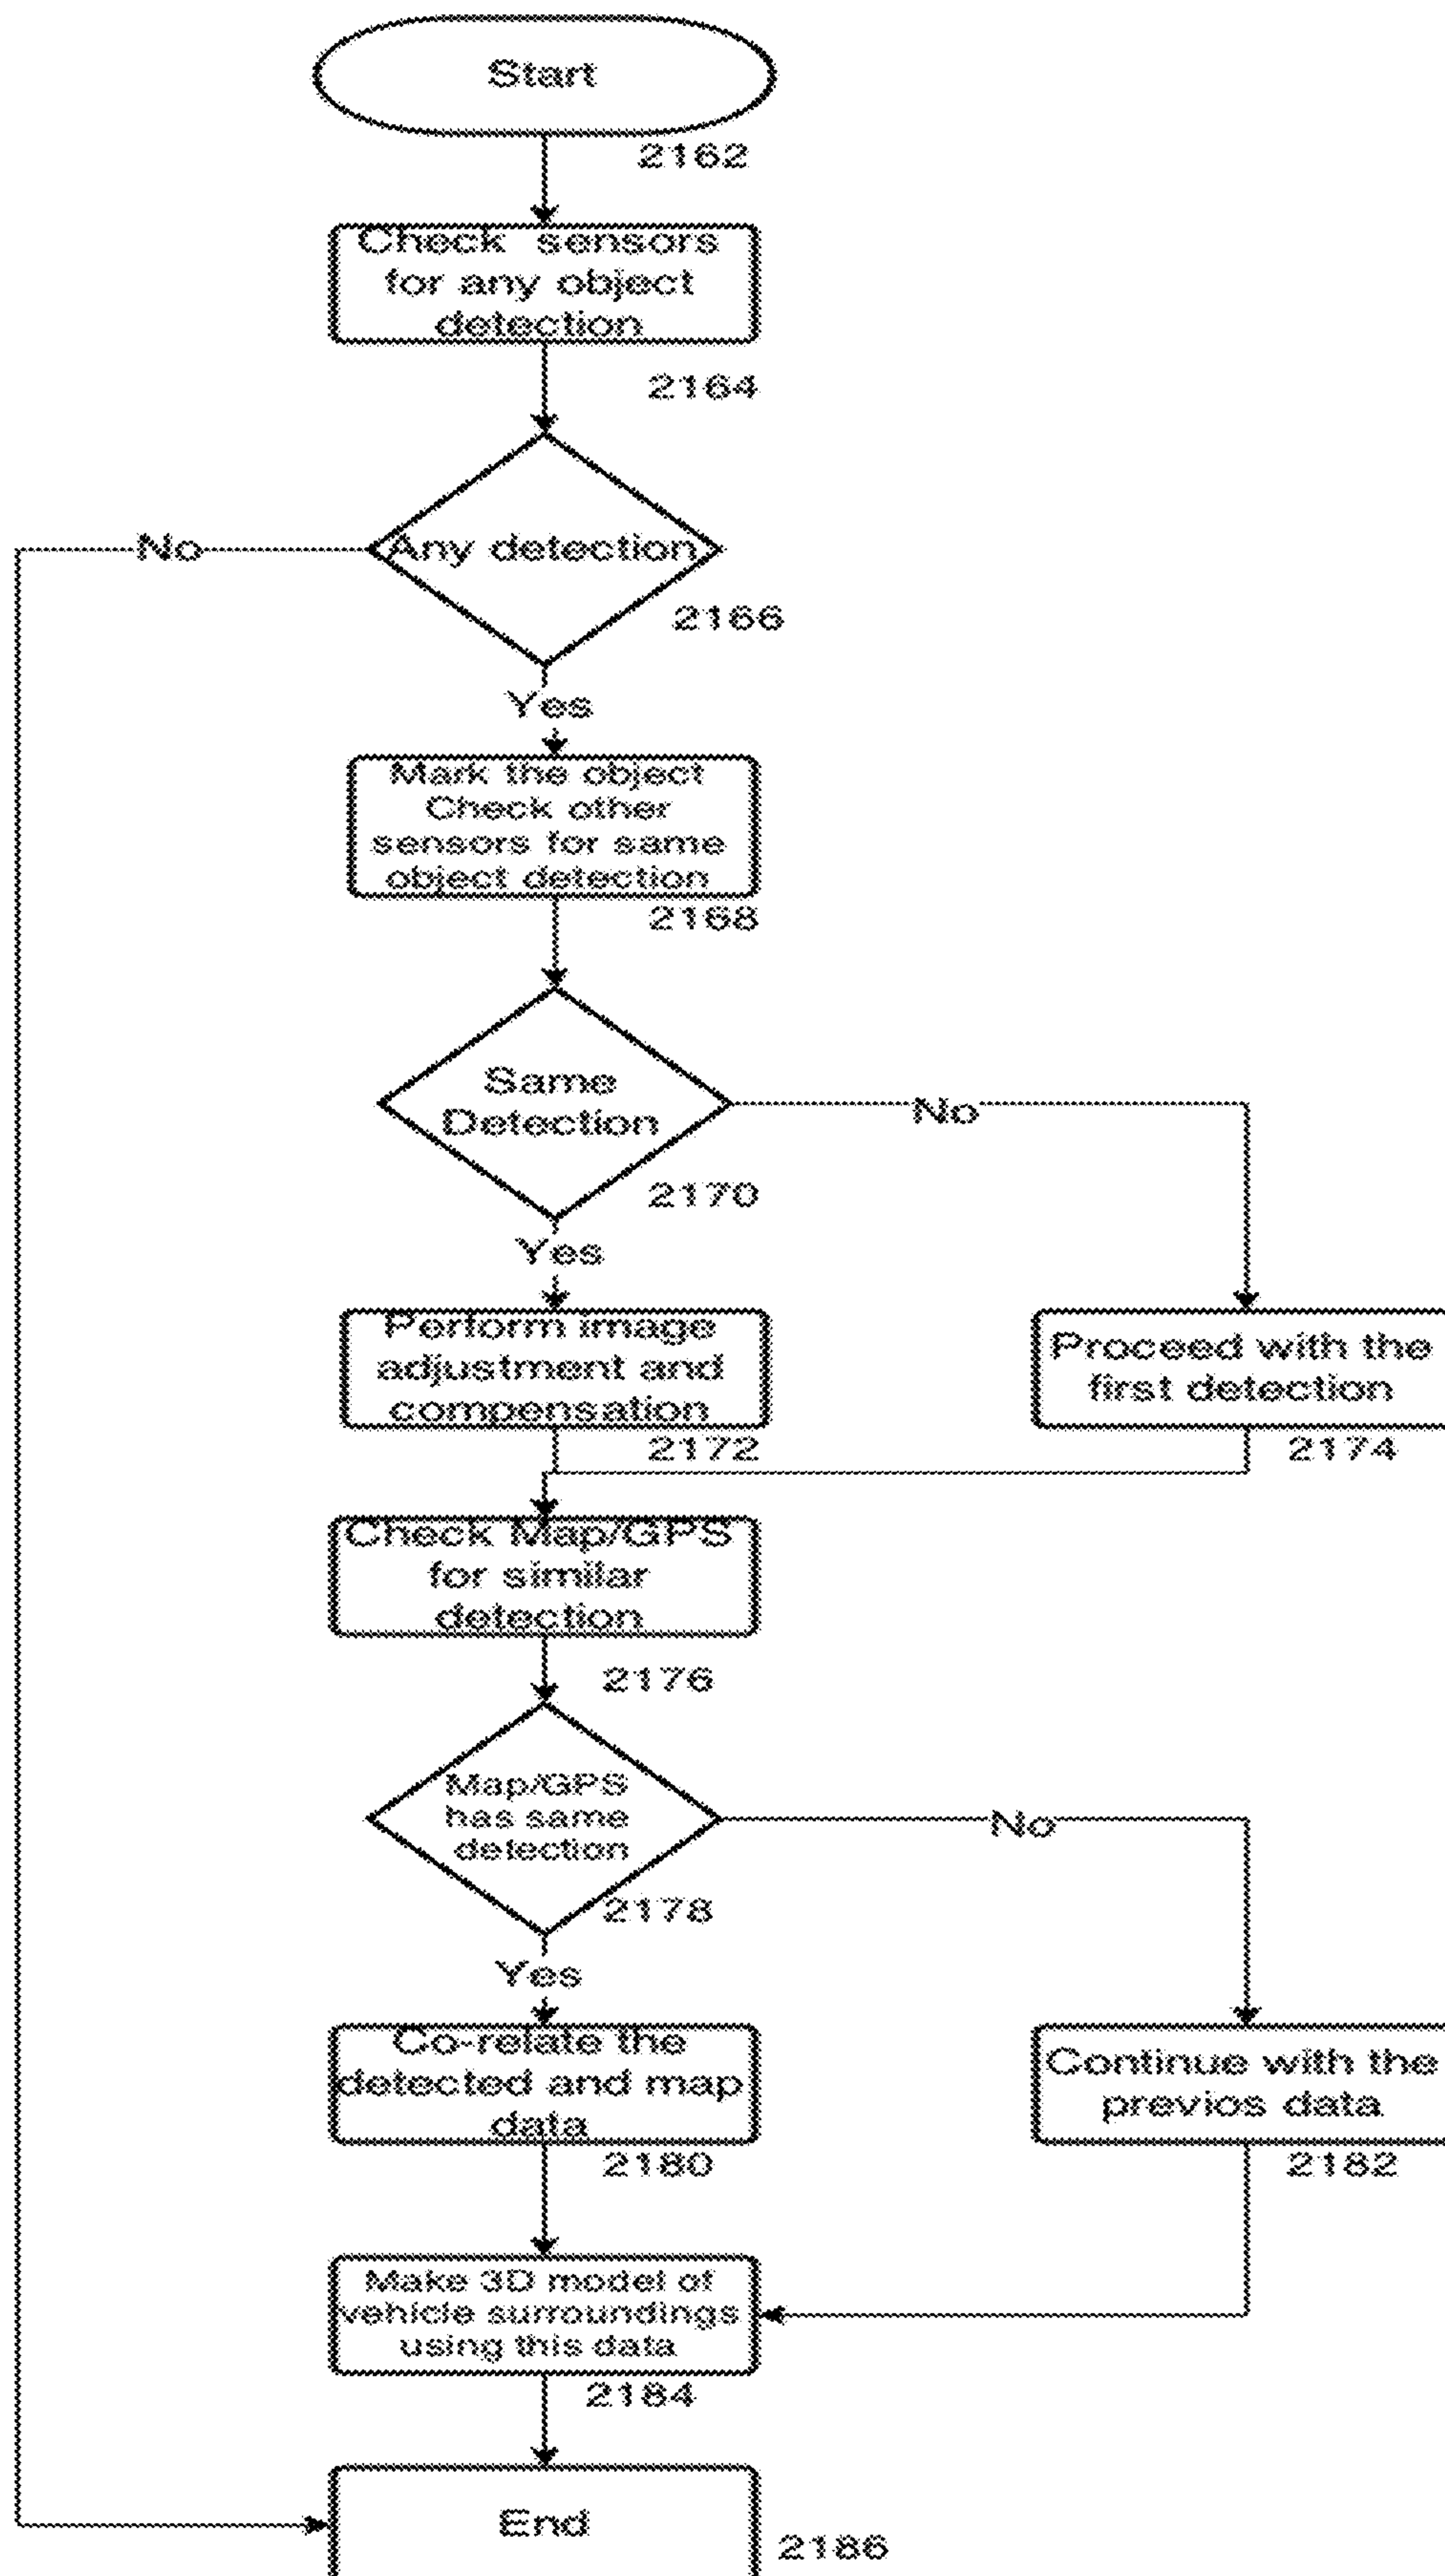 Start
2162
Check sensors
for any object
detection
2164
Any detection
No
2166
Yes
Mark the object
Check other
sensors for same
object detection
2168
Same
Detection
No
2170
Yes
Perform image
adjustment and
compensation
2172
Proceed with the
first detection
2174
Check Map/GPS
for similar
detection
2176
Map/GPS
has same
detection
No
2178
Yes
Co-relate the
detected and map
data
2180
Continue with the
previos data
2182
Make 3D model of
vehicle surroundings
using this data
2184
End
2186